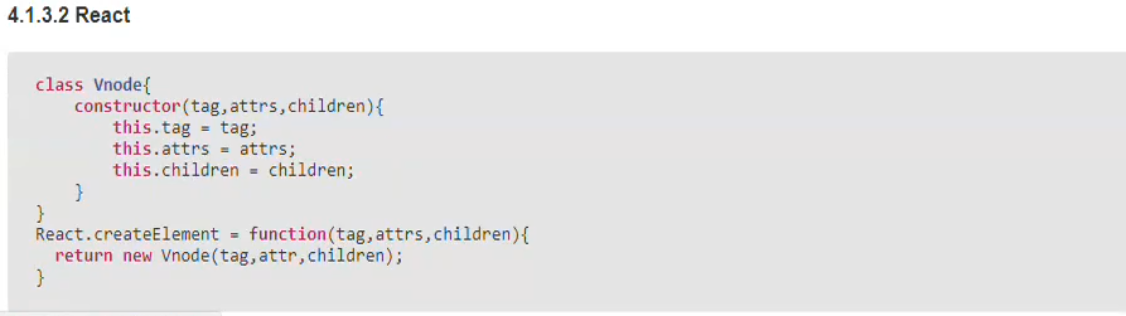 4.1.3.2 React
class Vnode{
constructor(tag,attrs,children){
this.tag = tag;
this.attrs = attrs;
this.children = children;
}
}
React.createElement = function(tag,attrs,children){
return new Vnode(tag,attr,children);
}